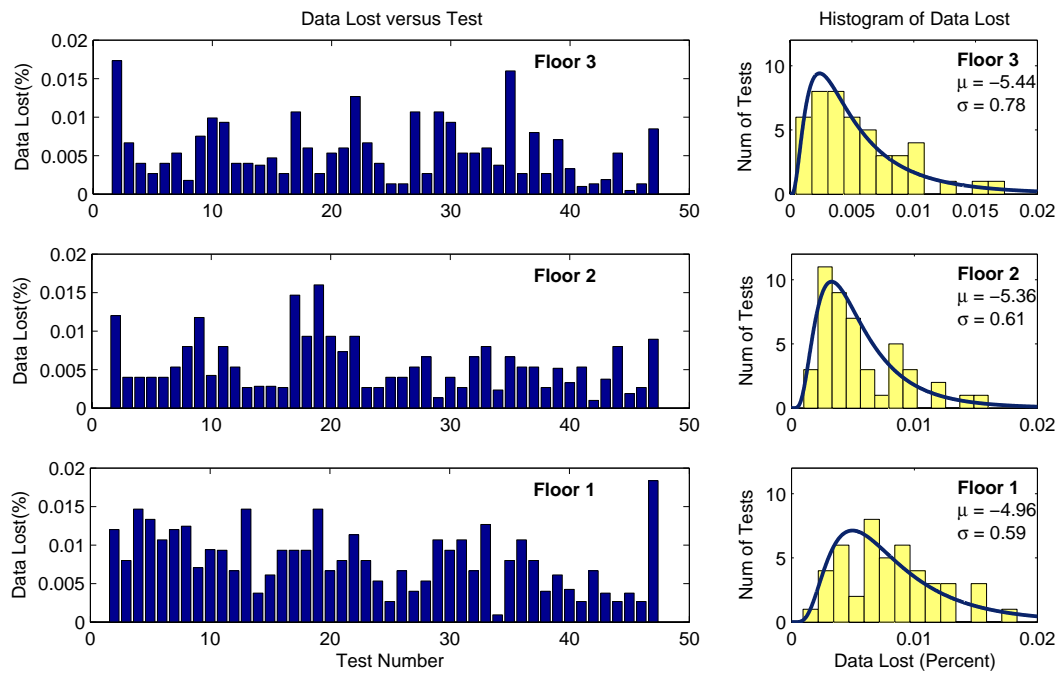 Data Lost versus Test
Histogram of Data Lost
0.02
0.015
0.01
0.005
0
Data Lost(%)
Floor 3
0 10 20 30 40 50
10
5
0
Num of Tests
Floor 3
μ = −5.44
σ = 0.78
0 0.005 0.01 0.015 0.02
0.02
0.015
0.01
0.005
0
Data Lost(%)
Floor 2
0 10 20 30 40 50
10
5
0
Num of Tests
Floor 2
μ = −5.36
σ = 0.61
0 0.01 0.02
0.02
0.015
0.01
0.005
0
Data Lost(%)
Floor 1
0 10 20 30 40 50
Test Number
10
5
0
Num of Tests
Floor 1
μ = −4.96
σ = 0.59
0 0.01 0.02
Data Lost (Percent)